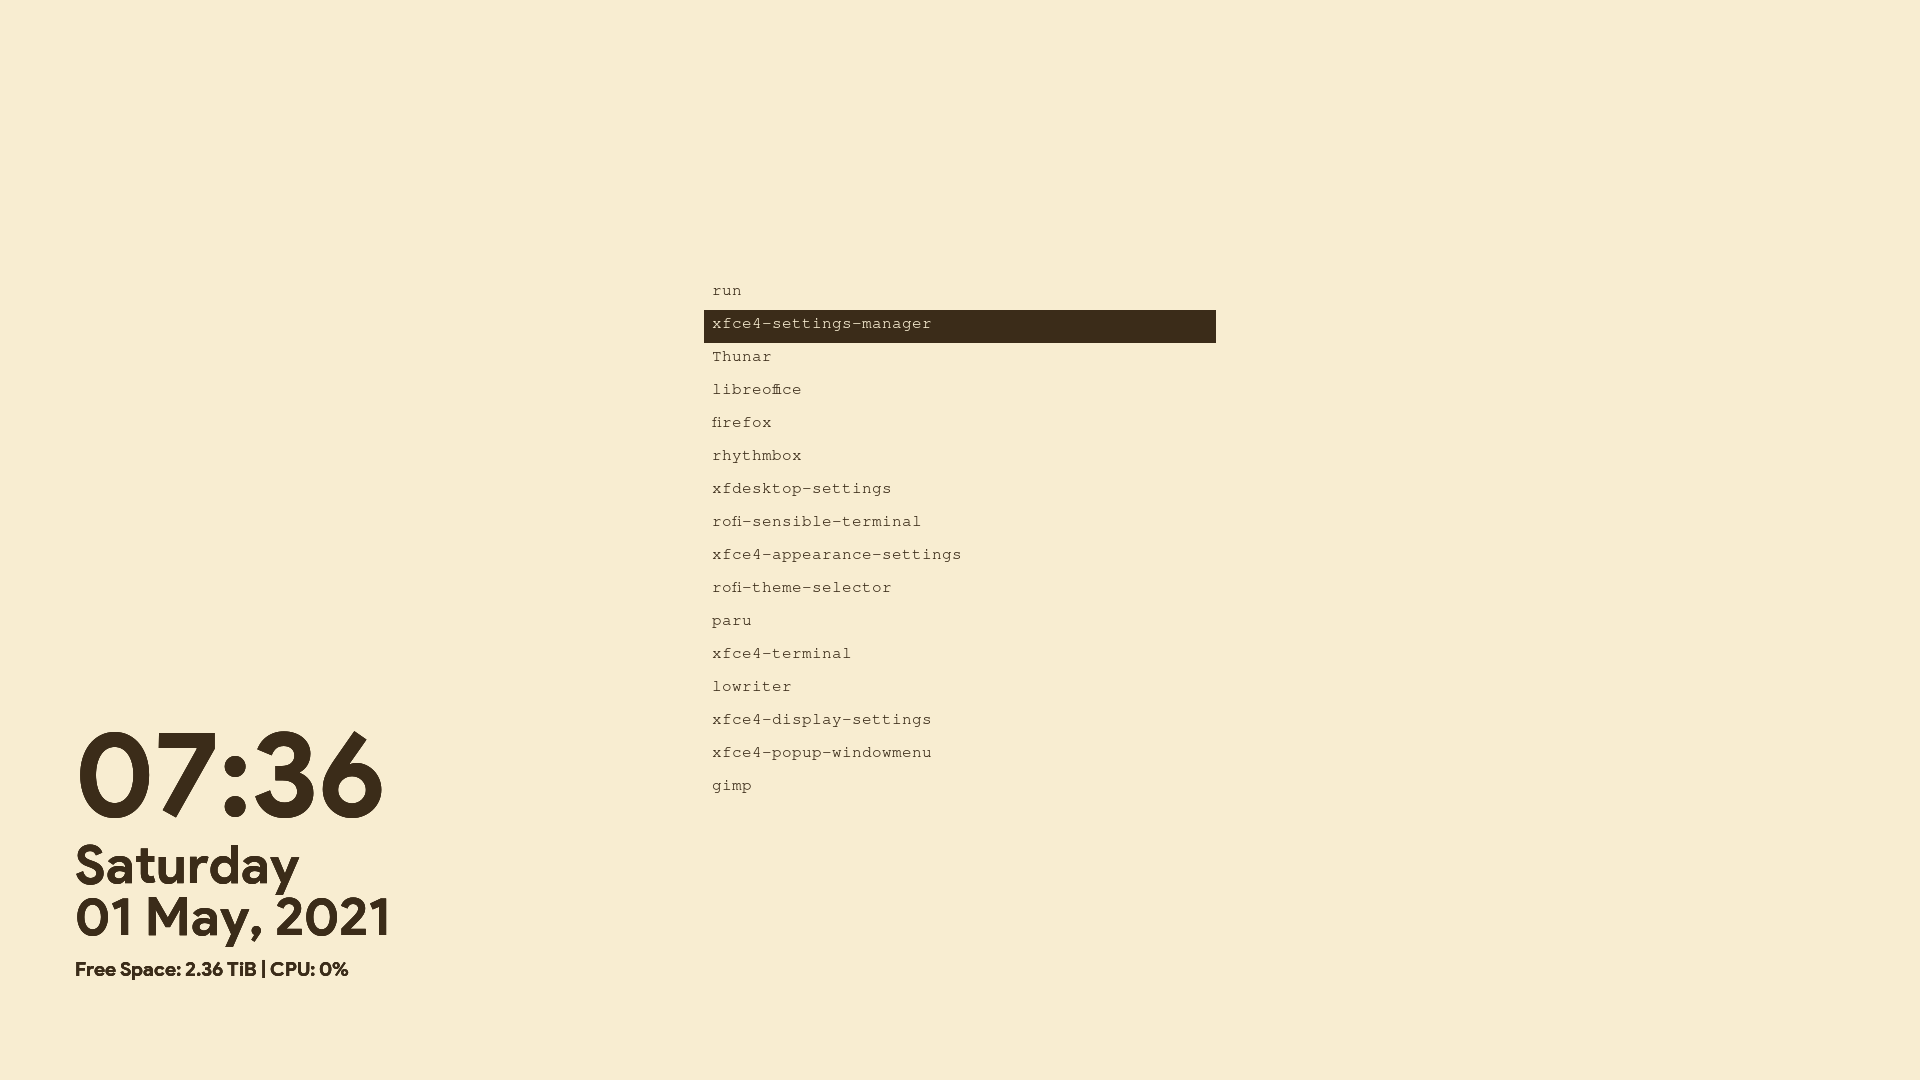 run
xfce4-settings-manager
Thunar
libreoffice
firefox
rhythmbox
xfdesktop-settings
rofi-sensible-terminal
xfce4-appearance-settings
rofi-theme-selector
paru
xfce4-terminal
lowriter
xfce4-display-settings
xfce4-popup-windowmenu
gimp
07:36
Saturday
01 May, 2021
Free Space: 2.36 TiB | CPU: 0%